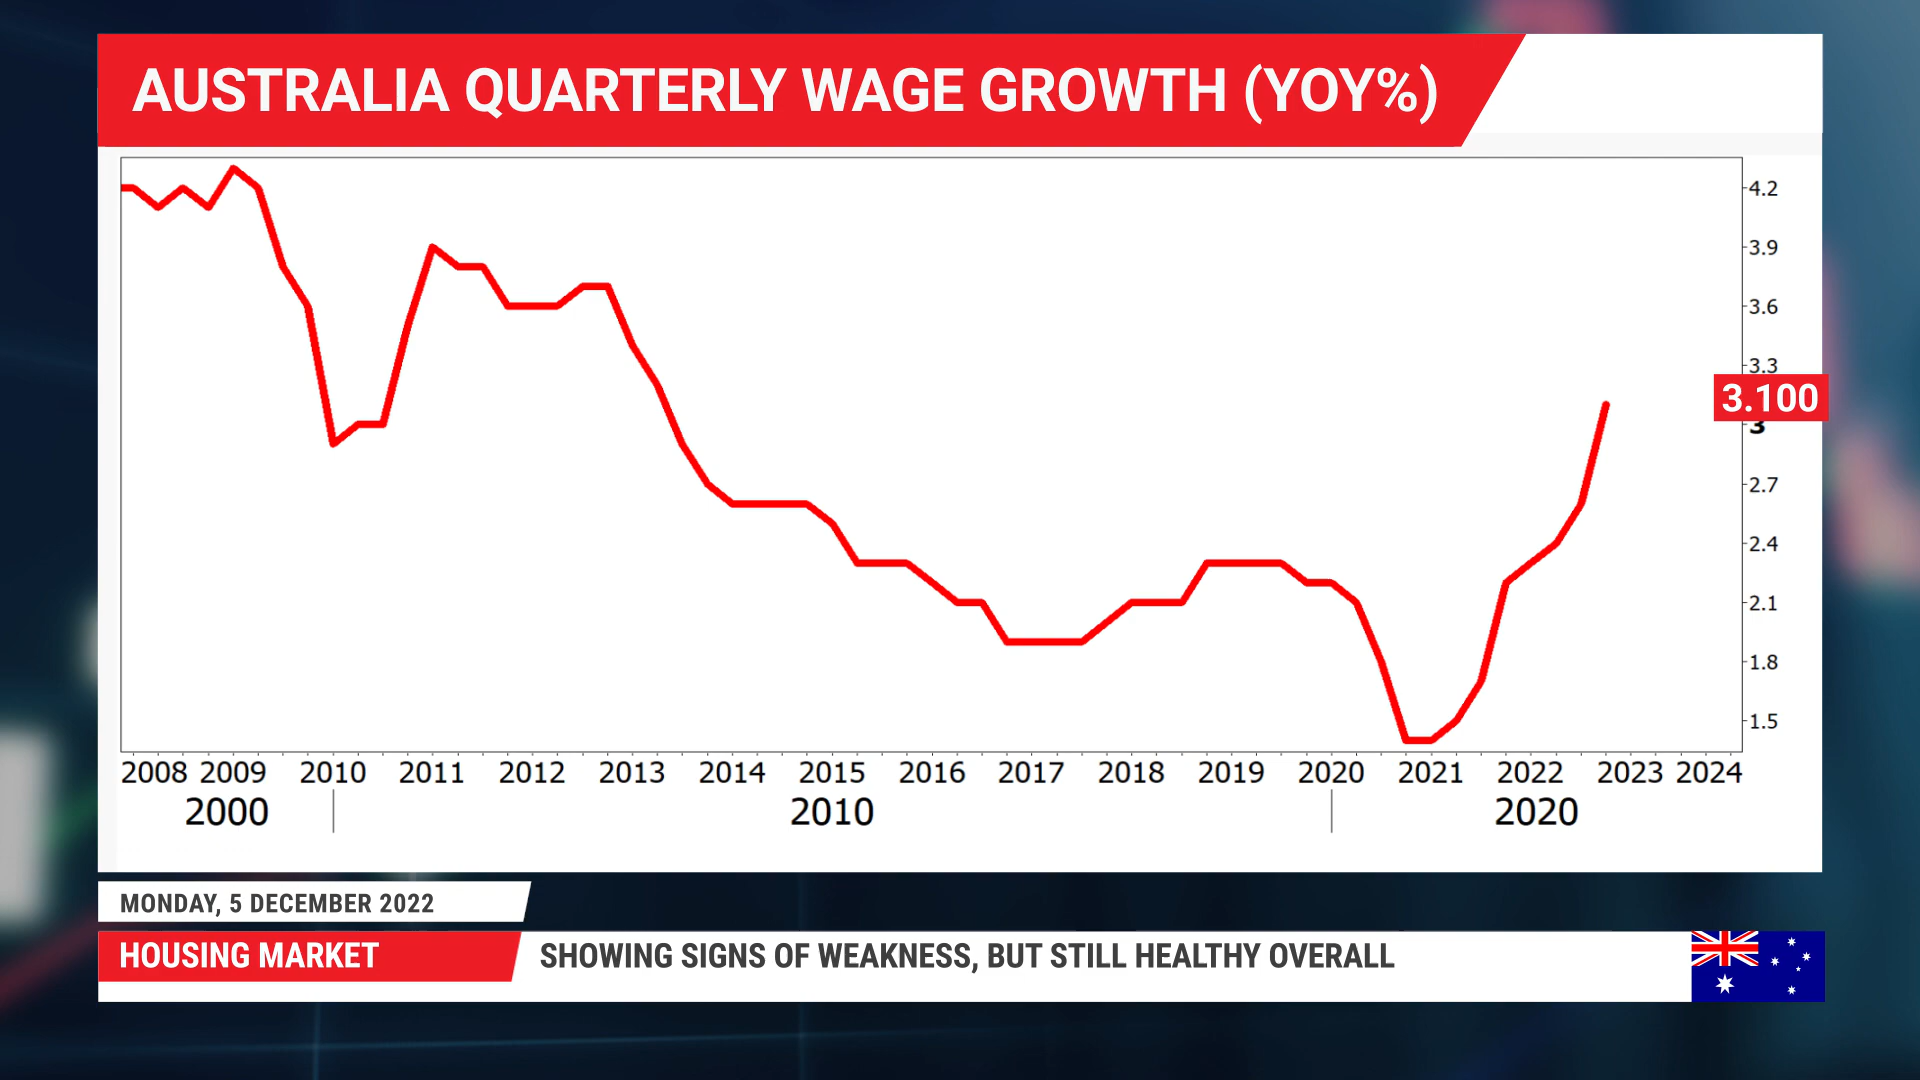 AUSTRALIA QUARTERLY WAGE GROWTH (YOY%)
4.2
3.9
3.6
3.3
3.100
3
2.7
2.4
2.1
1.8
1.5
2008 2009 2010 2011 2012 2013 2014 2015 2016 2017 2018 2019 2020 2021 2022 2023 2024
2000 2010 2020
MONDAY, 5 DECEMBER 2022
HOUSING MARKET SHOWING SIGNS OF WEAKNESS, BUT STILL HEALTHY OVERALL